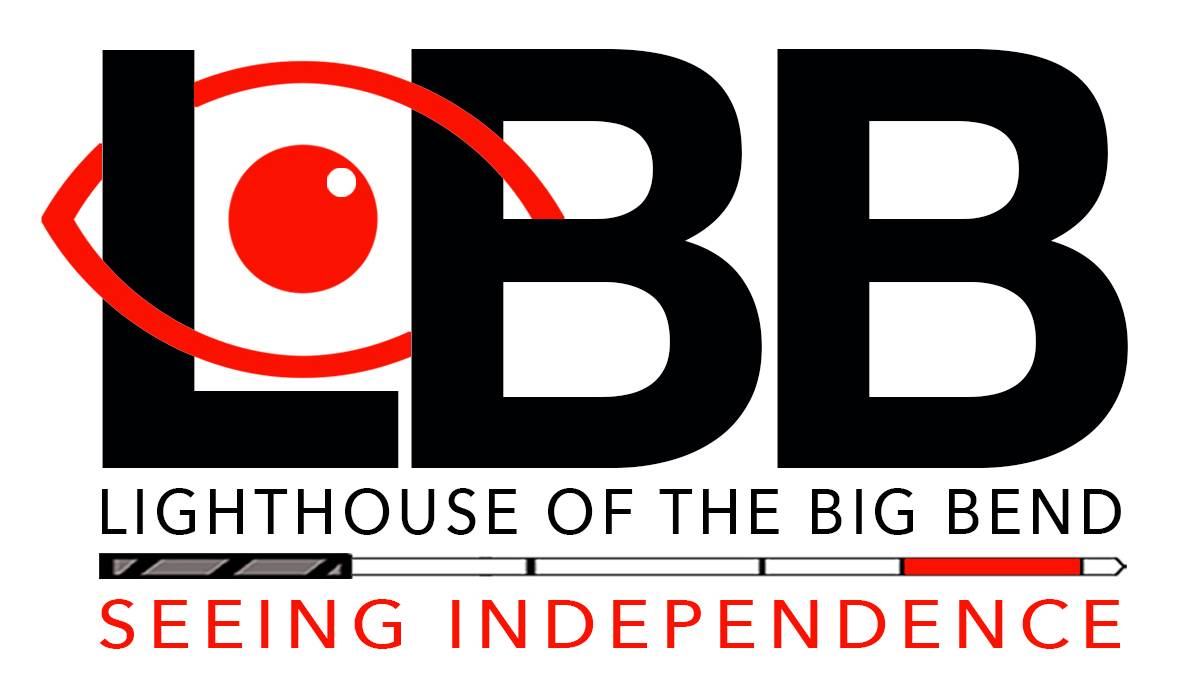 LBB
LIGHTHOUSE OF THE BIG BEND
SEEING INDEPENDENCE